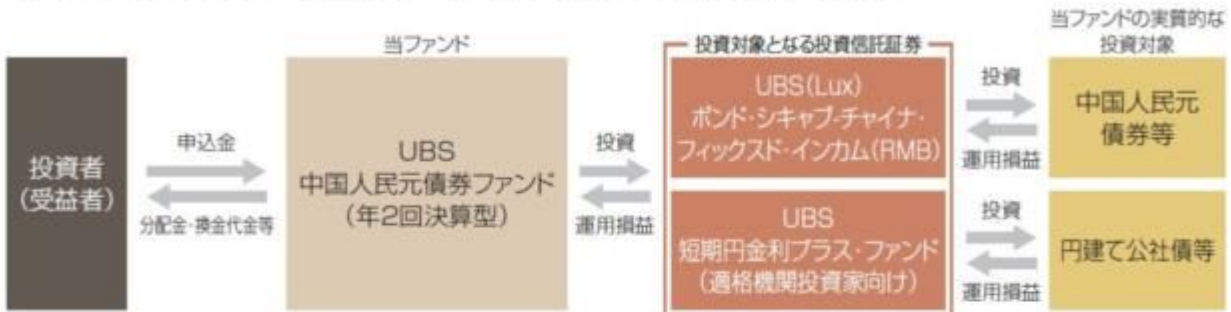 当ファンド
投資者
(受益者)
申込金
分配金・換金代金等
UBS
中国人民元債券ファンド
(年2回決算型)
投資
運用損益
投資対象となる投資信託証券
UBS(Lux)
ボンド・シキャブ-チャイナ・
フィックスド・インカム(RMB)
UBS
短期円金利プラス・ファンド
(適格機関投資家向け)
投資
運用損益
投資
運用損益
当ファンドの実質的な
投資対象
中国人民元
債券等
円建て公社債等